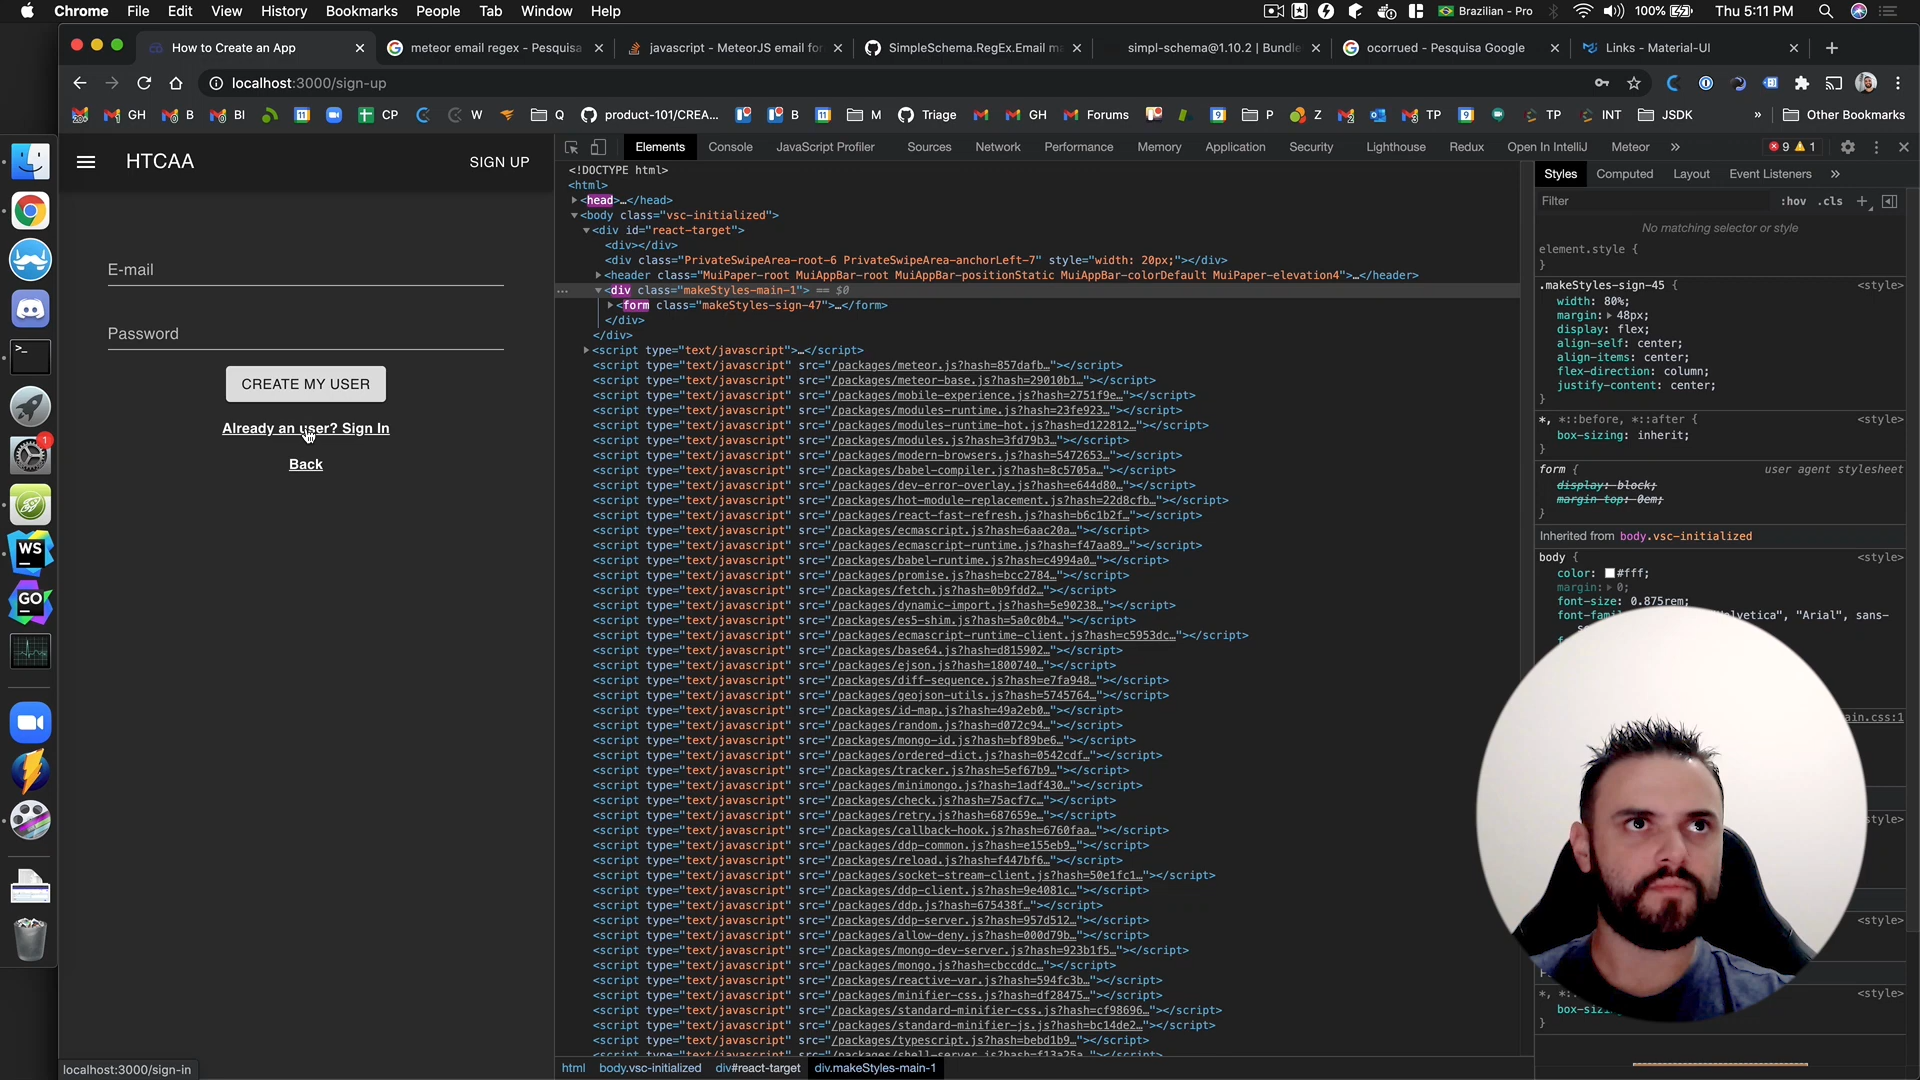 Chrome File Edit View History Bookmarks People Tab Window Help
Brazilian - Pro 100% Thu 5:11 PM
How to Create an App
meteor email regex - Pesquisa
javascript - MeteorJS email for
SimpleSchema.RegEx.Email ma
simpl-schema@1.10.2 | Bundle
ocorrued - Pesquisa Google
Links - Material-UI
localhost:3000/sign-up
GH B BI CP W Q product-101/CREA... B M Triage GH Forums P Z TP TP INT JSDK » Other Bookmarks
HTCAA
SIGN UP
E-mail
Password
CREATE MY USER
Already an user? Sign In
Back
localhost:3000/sign-in
Elements Console JavaScript Profiler Sources Network Performance Memory Application Security Lighthouse Redux Open In IntelliJ Meteor » 9 1
<!DOCTYPE html>
<html>
<head>…</head>
<body class="vsc-initialized">
<div id="react-target">
<div></div>
<div class="PrivateSwipeArea-root-6 PrivateSwipeArea-anchorLeft-7" style="width: 20px;"></div>
<header class="MuiPaper-root MuiAppBar-root MuiAppBar-positionStatic MuiAppBar-colorDefault MuiPaper-elevation4">…</header>
<div class="makeStyles-main-1"> == $0
<form class="makeStyles-sign-47">…</form>
</div>
</div>
<script type="text/javascript">…</script>
<script type="text/javascript" src="/packages/meteor.js?hash=857dafb…"></script>
<script type="text/javascript" src="/packages/meteor-base.js?hash=29010b1…"></script>
<script type="text/javascript" src="/packages/mobile-experience.js?hash=2751f9e…"></script>
<script type="text/javascript" src="/packages/modules-runtime.js?hash=23fe923…"></script>
<script type="text/javascript" src="/packages/modules-runtime-hot.js?hash=d122812…"></script>
<script type="text/javascript" src="/packages/modules.js?hash=3fd79b3…"></script>
<script type="text/javascript" src="/packages/modern-browsers.js?hash=5472653…"></script>
<script type="text/javascript" src="/packages/babel-compiler.js?hash=8c5705a…"></script>
<script type="text/javascript" src="/packages/dev-error-overlay.js?hash=e644d80…"></script>
<script type="text/javascript" src="/packages/hot-module-replacement.js?hash=22d8cfb…"></script>
<script type="text/javascript" src="/packages/react-fast-refresh.js?hash=b6c1b2f…"></script>
<script type="text/javascript" src="/packages/ecmascript.js?hash=6aac20a…"></script>
<script type="text/javascript" src="/packages/ecmascript-runtime.js?hash=f47aa89…"></script>
<script type="text/javascript" src="/packages/babel-runtime.js?hash=c4994a0…"></script>
<script type="text/javascript" src="/packages/promise.js?hash=bcc2784…"></script>
<script type="text/javascript" src="/packages/fetch.js?hash=0b9fdd2…"></script>
<script type="text/javascript" src="/packages/dynamic-import.js?hash=5e90238…"></script>
<script type="text/javascript" src="/packages/es5-shim.js?hash=5a0c0b4…"></script>
<script type="text/javascript" src="/packages/ecmascript-runtime-client.js?hash=c5953dc…"></script>
<script type="text/javascript" src="/packages/base64.js?hash=d815902…"></script>
<script type="text/javascript" src="/packages/ejson.js?hash=1800740…"></script>
<script type="text/javascript" src="/packages/diff-sequence.js?hash=e7fa948…"></script>
<script type="text/javascript" src="/packages/geojson-utils.js?hash=5745764…"></script>
<script type="text/javascript" src="/packages/id-map.js?hash=49a2eb0…"></script>
<script type="text/javascript" src="/packages/random.js?hash=d072c94…"></script>
<script type="text/javascript" src="/packages/mongo-id.js?hash=bf89be6…"></script>
<script type="text/javascript" src="/packages/ordered-dict.js?hash=0542cdf…"></script>
<script type="text/javascript" src="/packages/tracker.js?hash=5ef67b9…"></script>
<script type="text/javascript" src="/packages/minimongo.js?hash=1adf430…"></script>
<script type="text/javascript" src="/packages/check.js?hash=75acf7c…"></script>
<script type="text/javascript" src="/packages/retry.js?hash=687659e…"></script>
<script type="text/javascript" src="/packages/callback-hook.js?hash=6760faa…"></script>
<script type="text/javascript" src="/packages/ddp-common.js?hash=e155eb9…"></script>
<script type="text/javascript" src="/packages/reload.js?hash=f447bf6…"></script>
<script type="text/javascript" src="/packages/socket-stream-client.js?hash=50e1fc1…"></script>
<script type="text/javascript" src="/packages/ddp-client.js?hash=9e4081c…"></script>
<script type="text/javascript" src="/packages/ddp.js?hash=675438f…"></script>
<script type="text/javascript" src="/packages/ddp-server.js?hash=957d512…"></script>
<script type="text/javascript" src="/packages/allow-deny.js?hash=000d79b…"></script>
<script type="text/javascript" src="/packages/mongo-dev-server.js?hash=923b1f5…"></script>
<script type="text/javascript" src="/packages/mongo.js?hash=cbccddc…"></script>
<script type="text/javascript" src="/packages/reactive-var.js?hash=594fc3b…"></script>
<script type="text/javascript" src="/packages/minifier-css.js?hash=df28475…"></script>
<script type="text/javascript" src="/packages/standard-minifier-css.js?hash=cf98696…"></script>
<script type="text/javascript" src="/packages/standard-minifier-js.js?hash=bc14de2…"></script>
<script type="text/javascript" src="/packages/typescript.js?hash=bebd1b9…"></script>
<script type="text/javascript" src="/packages/shell-server.js?hash=f13a25a…"></script>
html body.vsc-initialized div#react-target div.makeStyles-main-1
Styles Computed Layout Event Listeners »
Filter :hov .cls +
No matching selector or style
element.style {
}
.makeStyles-sign-45 { <style>
width: 80%;
margin: 48px;
display: flex;
align-self: center;
align-items: center;
flex-direction: column;
justify-content: center;
}
*, *::before, *::after { <style>
box-sizing: inherit;
}
form { user agent stylesheet
display: block;
margin-top: 0em;
}
Inherited from body.vsc-initialized
body { <style>
color: #fff;
margin: 0;
font-size: 0.875rem;
font-fami elvetica", "Arial", sans-
ain.css:1
<style>
<style>
*, *:: <style>
box-sizin
}
WS
GO
1